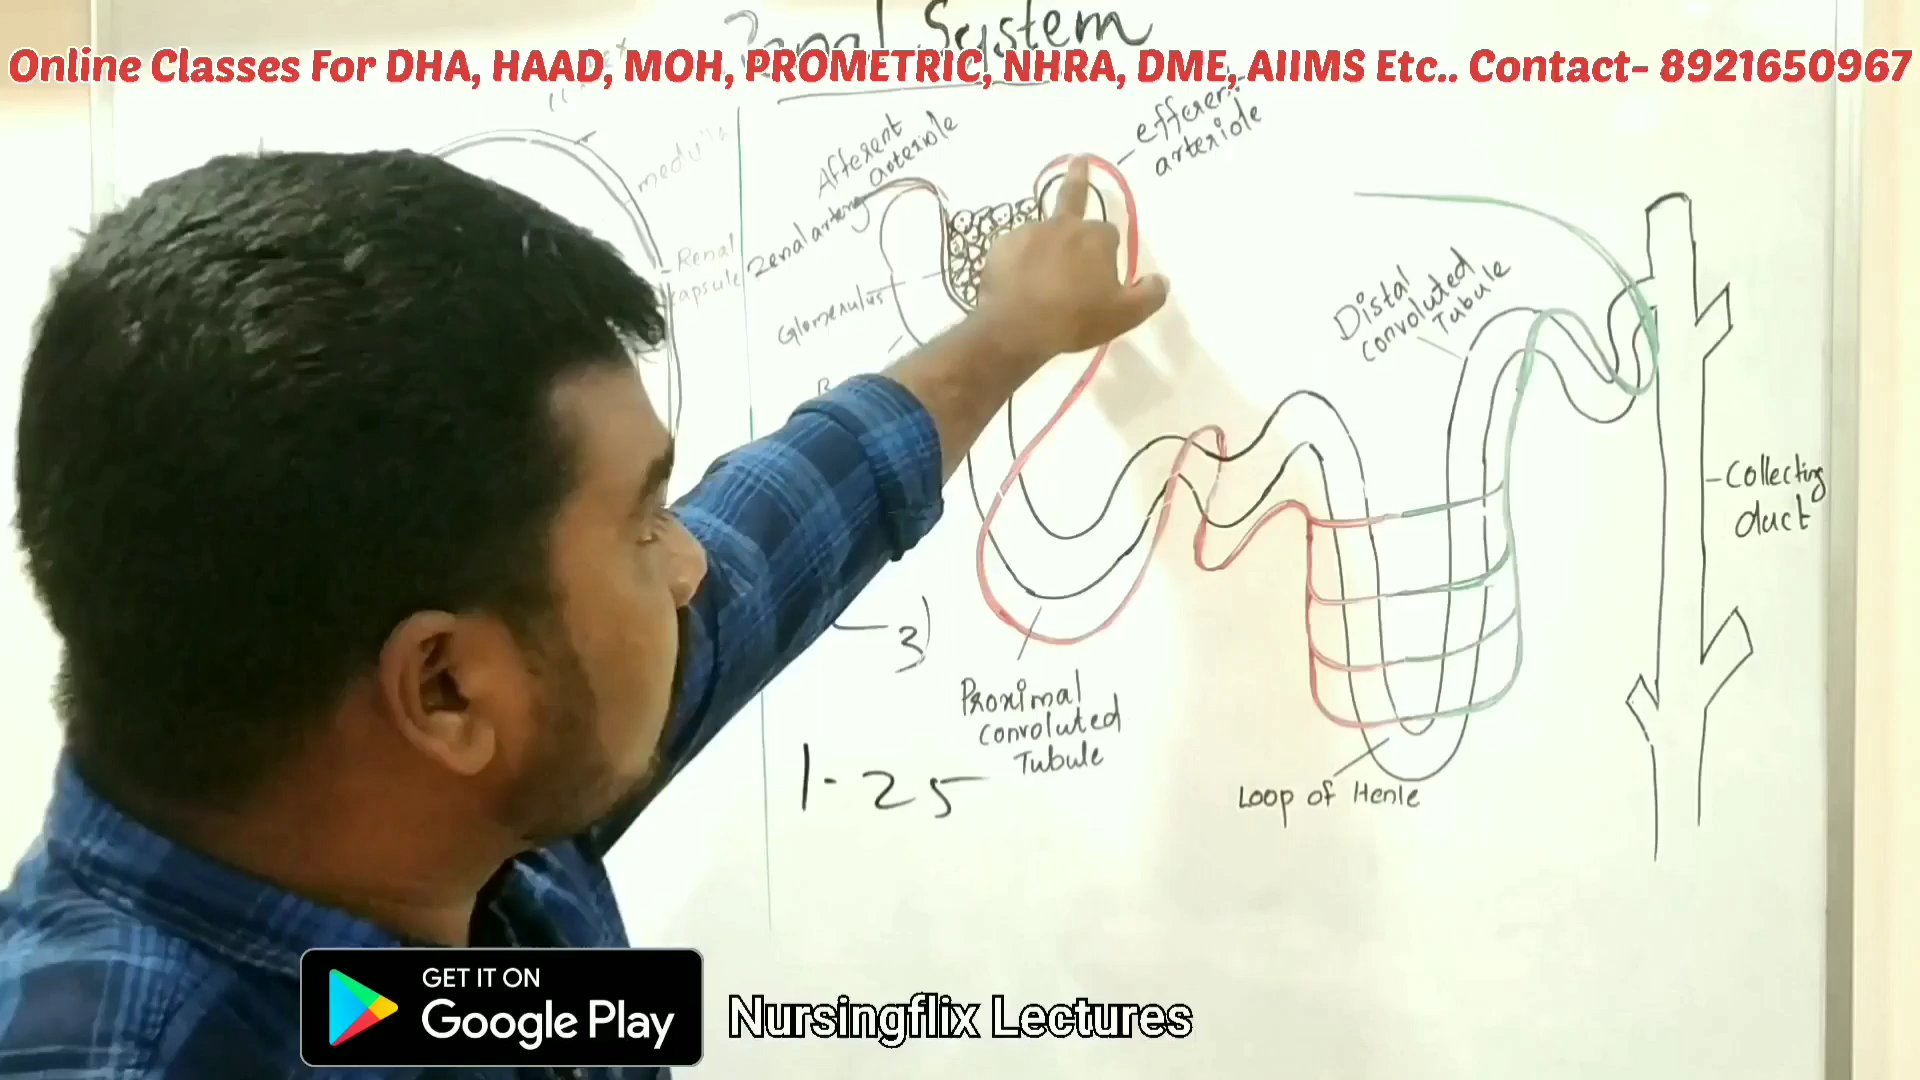 Renal System
Online Classes For DHA, HAAD, MOH, PROMETRIC, NHRA, DME, AIIMS Etc.. Contact- 8921650967
medulla
Renal
capsule
Afferent
arteriole
Renal artery
Glomerulus
efferent
arteriole
Distal
convoluted
Tubule
Collecting
duct
3)
Proximal
convoluted
Tubule
1-25
Loop of Henle
GET IT ON
Google Play
Nursingflix Lectures